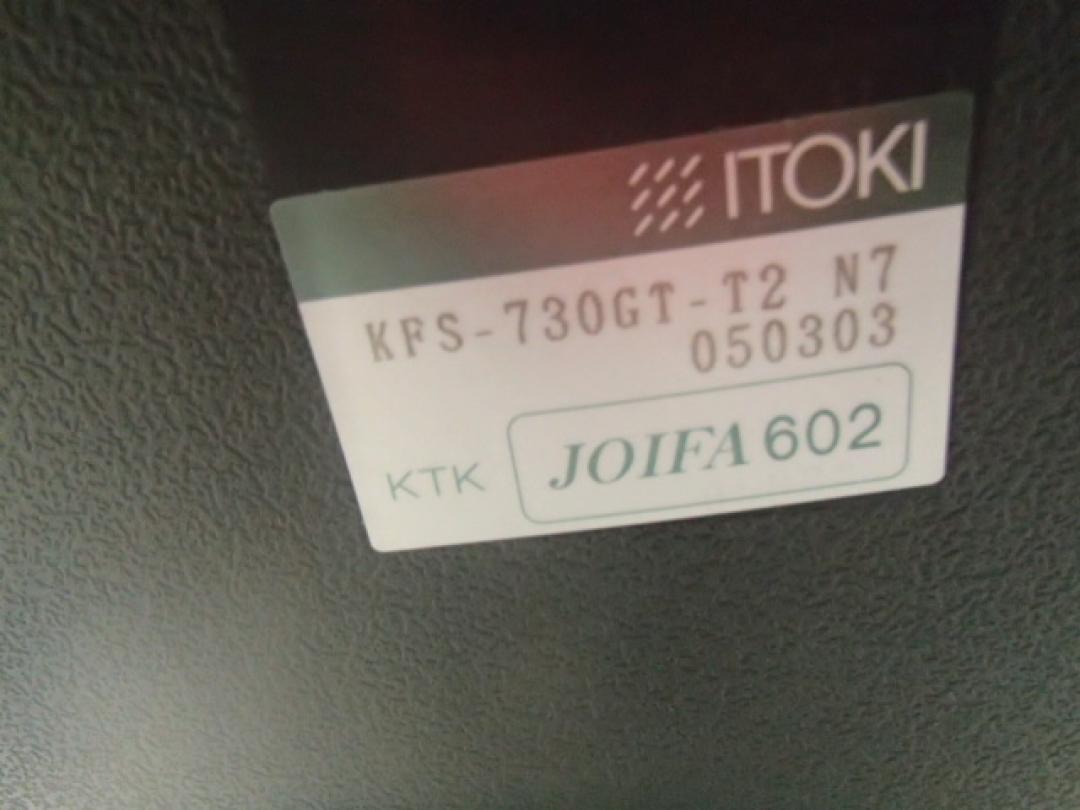 ITOKI
KFS-730GT-T2 N7
050303
KTK JOIFA 602